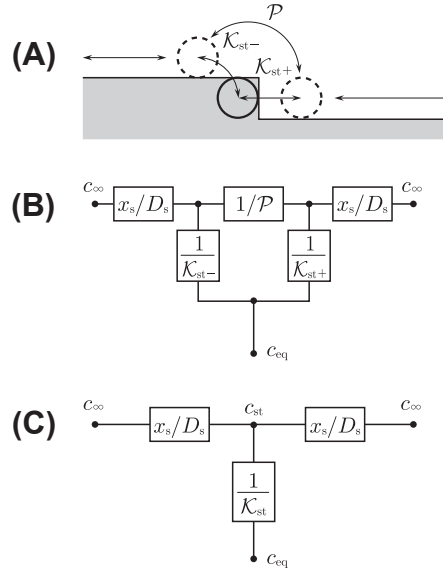 (A)
𝒫
𝒦st−
𝒦st+
(B)
c∞
c∞
xs/Ds
1/𝒫
xs/Ds
1
𝒦st−
1
𝒦st+
ceq
(C)
c∞
cst
c∞
xs/Ds
xs/Ds
1
𝒦st
ceq